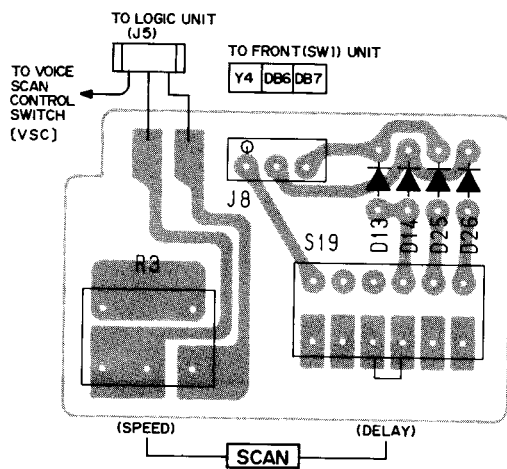 TO LOGIC UNIT
(J5)
TO FRONT(SW1) UNIT
Y4 DB6 DB7
TO VOICE
SCAN
CONTROL
SWITCH
[VSC]
J8
S19
D13
D14
D25
D26
R3
(SPEED)
(DELAY)
SCAN